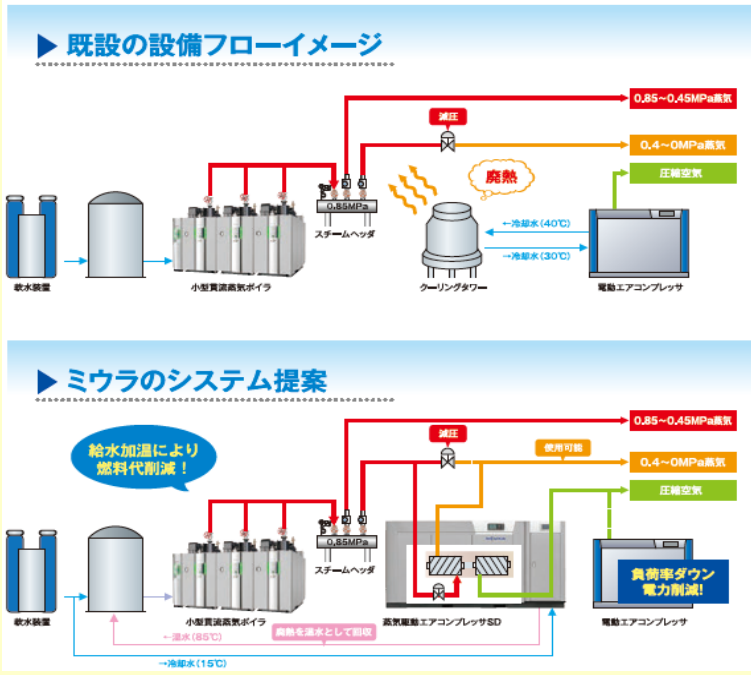 ▶ 既設の設備フローイメージ
0.85～0.45MPa蒸気
減圧
0.4～0MPa蒸気
廃熱
圧縮空気
0.85MPa
スチームヘッダ
←冷却水(40℃)
→冷却水(30℃)
軟水装置
小型貫流蒸気ボイラ
クーリングタワー
電動エアコンプレッサ
▶ ミウラのシステム提案
0.85～0.45MPa蒸気
減圧
給水加温により
燃料代削減！
使用可能
0.4～0MPa蒸気
圧縮空気
0.85MPa
スチームヘッダ
負荷率ダウン
電力削減!
軟水装置
小型貫流蒸気ボイラ
蒸気駆動エアコンプレッサSD
電動エアコンプレッサ
←温水(85℃)
廃熱を温水として回収
→冷却水(15℃)